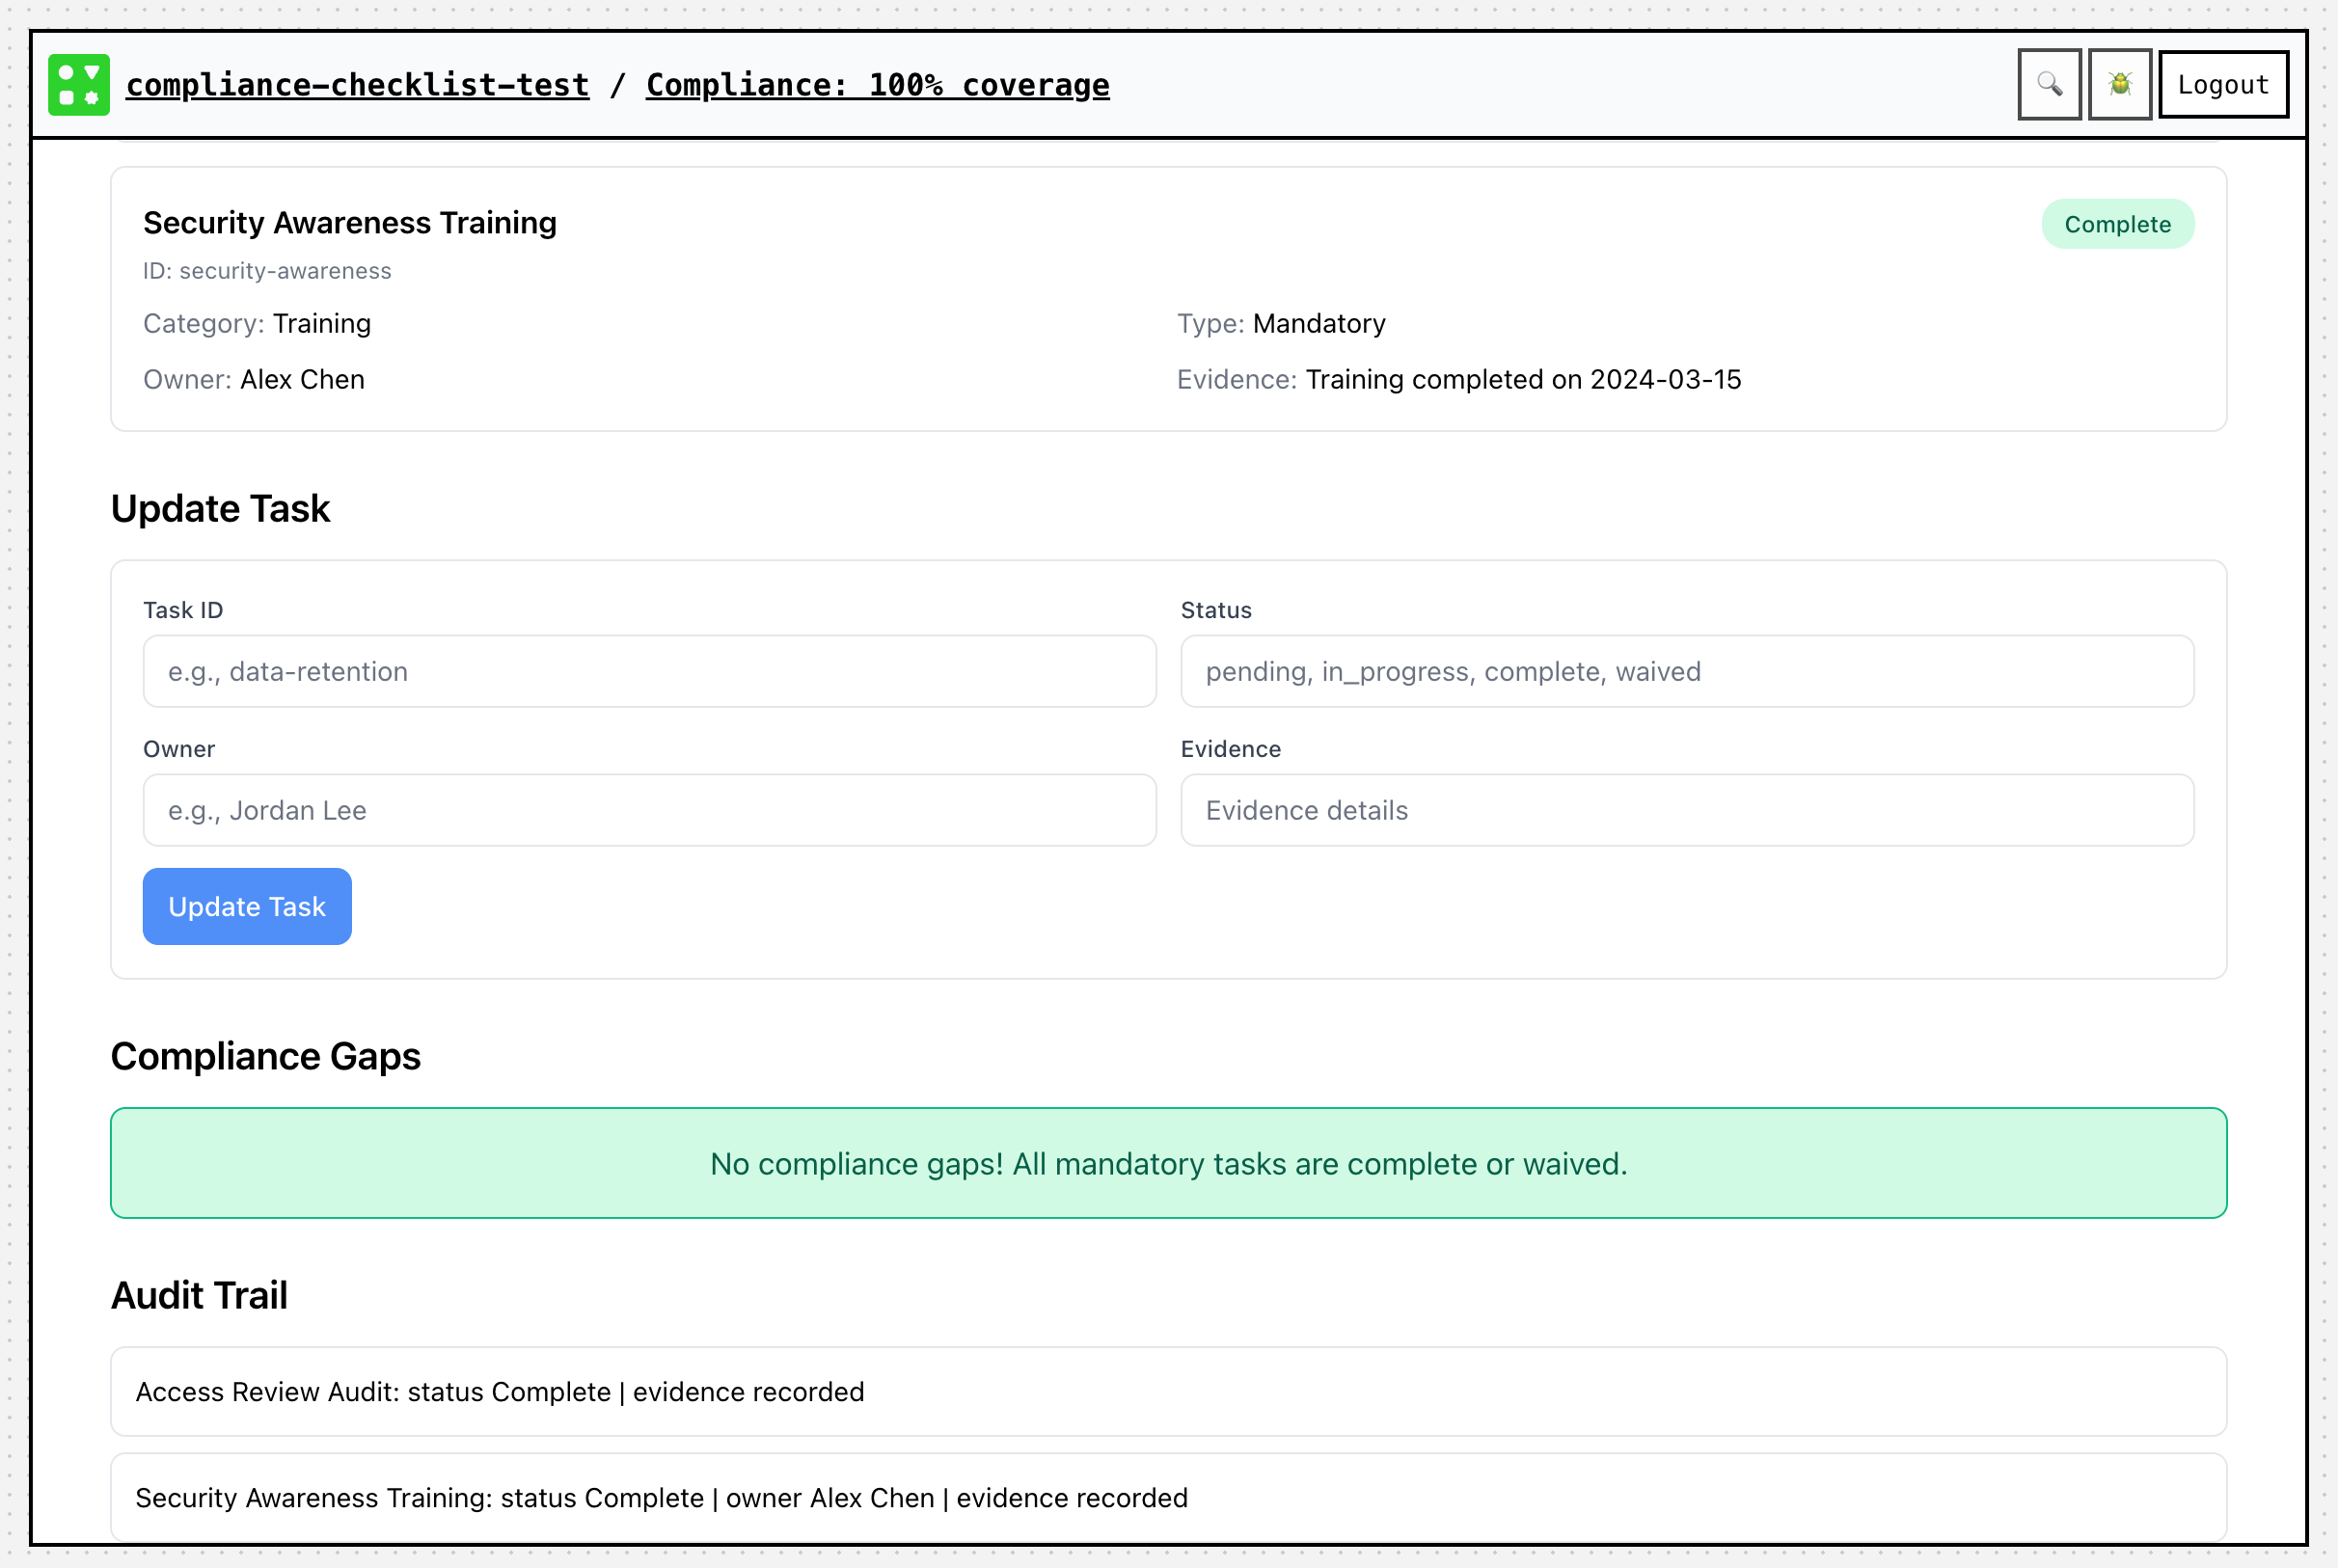 compliance-checklist-test / Compliance: 100% coverage
Logout
Security Awareness Training
Complete
ID: security-awareness
Category: Training
Type: Mandatory
Owner: Alex Chen
Evidence: Training completed on 2024-03-15
Update Task
Task ID
Status
e.g., data-retention
pending, in_progress, complete, waived
Owner
Evidence
e.g., Jordan Lee
Evidence details
Update Task
Compliance Gaps
No compliance gaps! All mandatory tasks are complete or waived.
Audit Trail
Access Review Audit: status Complete | evidence recorded
Security Awareness Training: status Complete | owner Alex Chen | evidence recorded